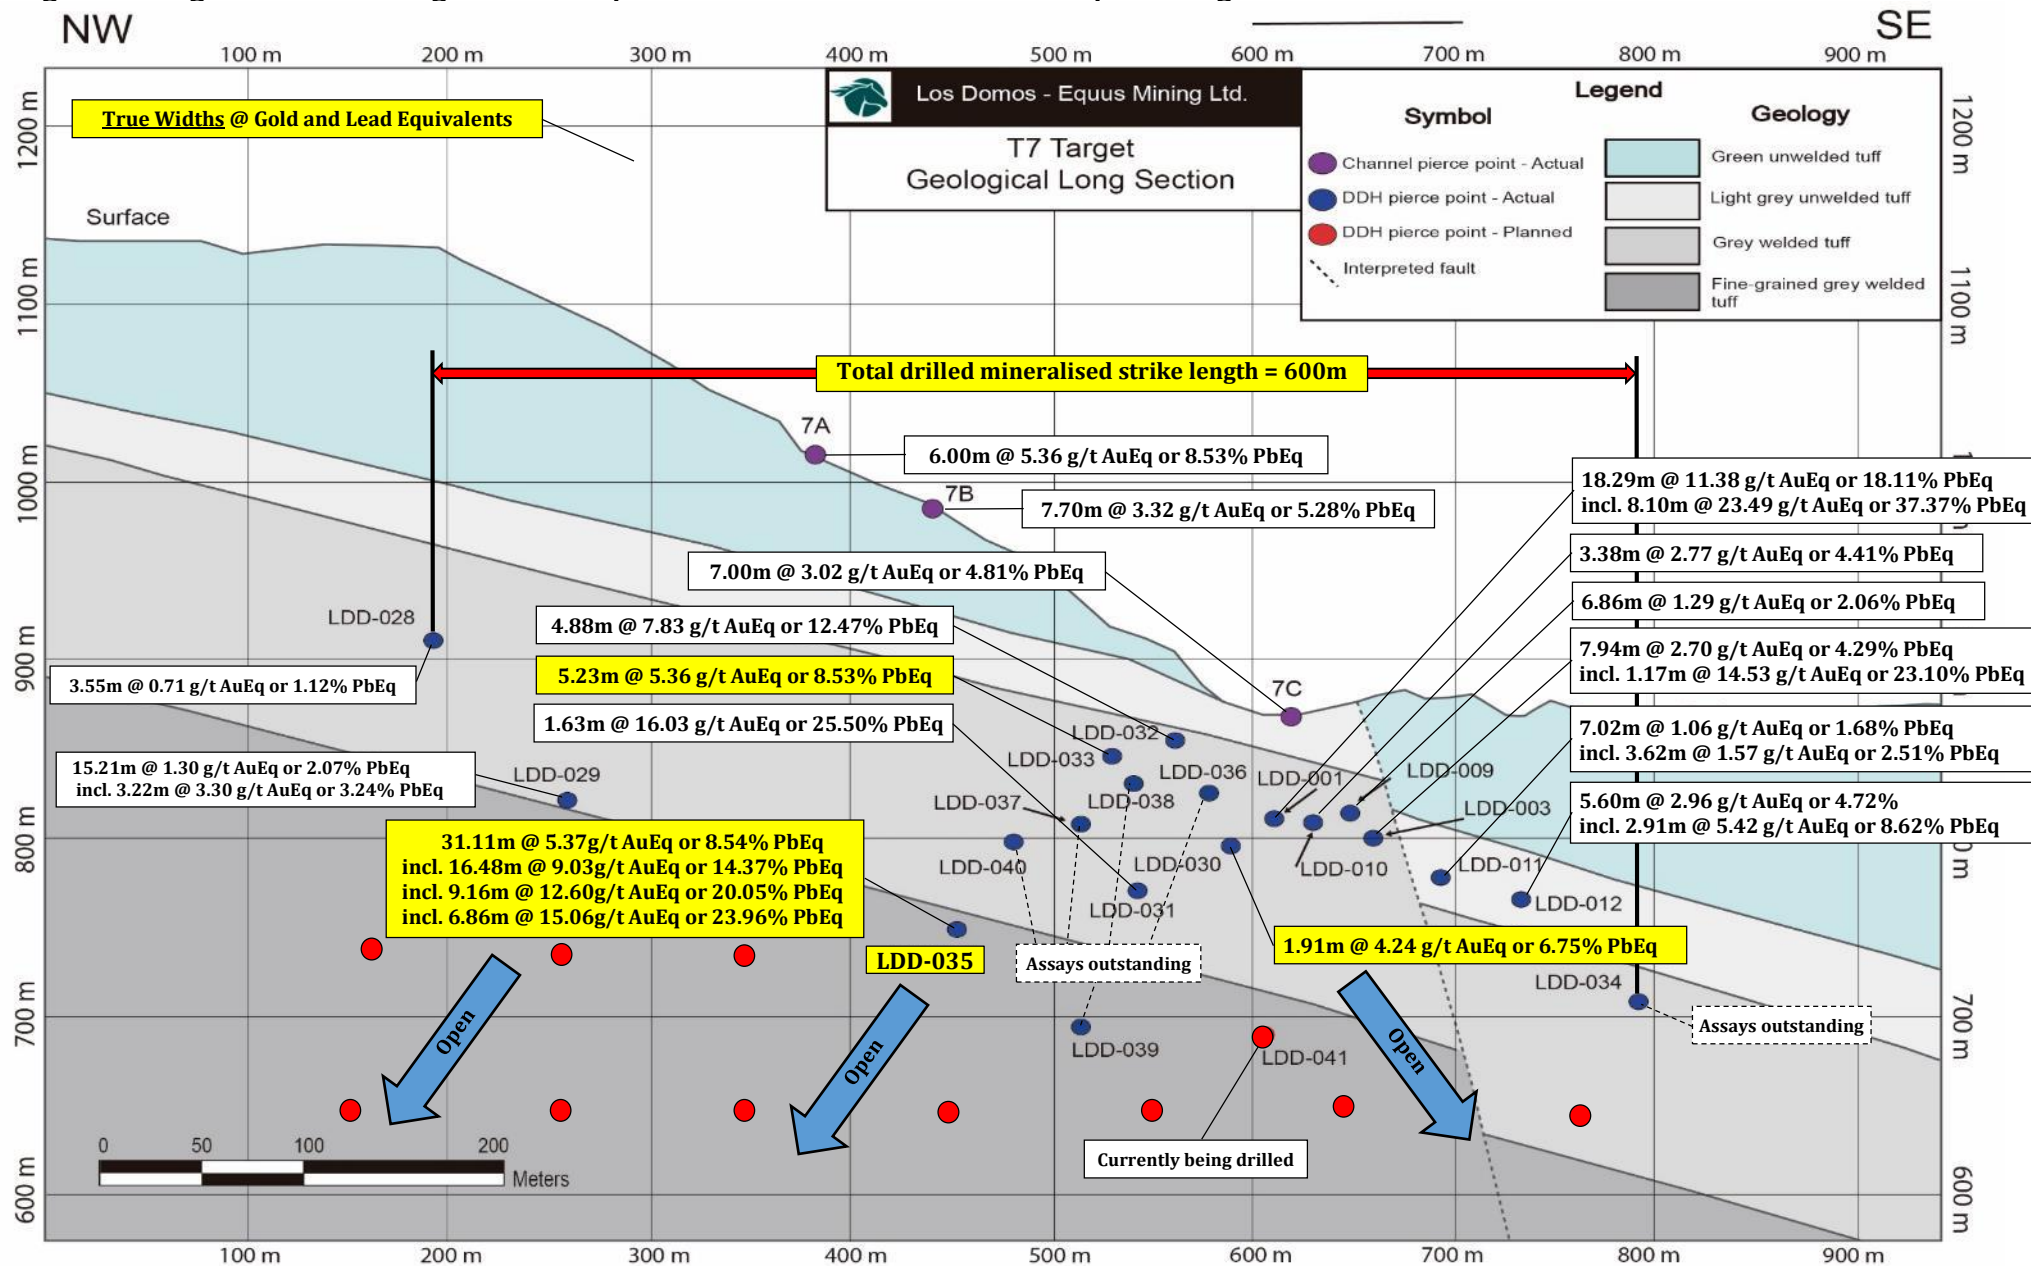 NW
SE
100 m
200 m
300 m
400 m
500 m
600 m
700 m
800 m
900 m
1200 m
1100 m
1000 m
900 m
800 m
700 m
600 m
True Widths @ Gold and Lead Equivalents
Los Domos - Equus Mining Ltd.
T7 Target
Geological Long Section
Legend
Symbol
Geology
Channel pierce point - Actual
DDH pierce point - Actual
DDH pierce point - Planned
Interpreted fault
Green unwelded tuff
Light grey unwelded tuff
Grey welded tuff
Fine-grained grey welded
tuff
1200 m
1100 m
700 m
600 m
Surface
Total drilled mineralised strike length = 600m
7A
6.00m @ 5.36 g/t AuEq or 8.53% PbEq
7B
7.70m @ 3.32 g/t AuEq or 5.28% PbEq
18.29m @ 11.38 g/t AuEq or 18.11% PbEq
incl. 8.10m @ 23.49 g/t AuEq or 37.37% PbEq
3.38m @ 2.77 g/t AuEq or 4.41% PbEq
7.00m @ 3.02 g/t AuEq or 4.81% PbEq
6.86m @ 1.29 g/t AuEq or 2.06% PbEq
LDD-028
4.88m @ 7.83 g/t AuEq or 12.47% PbEq
7.94m @ 2.70 g/t AuEq or 4.29% PbEq
incl. 1.17m @ 14.53 g/t AuEq or 23.10% PbEq
3.55m @ 0.71 g/t AuEq or 1.12% PbEq
5.23m @ 5.36 g/t AuEq or 8.53% PbEq
7C
1.63m @ 16.03 g/t AuEq or 25.50% PbEq
7.02m @ 1.06 g/t AuEq or 1.68% PbEq
incl. 3.62m @ 1.57 g/t AuEq or 2.51% PbEq
LDD-032
LDD-033
LDD-036
LDD-001
LDD-009
15.21m @ 1.30 g/t AuEq or 2.07% PbEq
incl. 3.22m @ 3.30 g/t AuEq or 3.24% PbEq
LDD-029
LDD-037
LDD-038
LDD-003
5.60m @ 2.96 g/t AuEq or 4.72%
incl. 2.91m @ 5.42 g/t AuEq or 8.62% PbEq
31.11m @ 5.37g/t AuEq or 8.54% PbEq
incl. 16.48m @ 9.03g/t AuEq or 14.37% PbEq
incl. 9.16m @ 12.60g/t AuEq or 20.05% PbEq
incl. 6.86m @ 15.06g/t AuEq or 23.96% PbEq
LDD-040
LDD-030
LDD-010
LDD-011
LDD-031
LDD-012
LDD-035
Assays outstanding
1.91m @ 4.24 g/t AuEq or 6.75% PbEq
LDD-034
Assays outstanding
Open
Open
Open
LDD-039
LDD-041
Currently being drilled
0
50
100
200
Meters
100 m
200 m
300 m
400 m
500 m
600 m
700 m
800 m
900 m